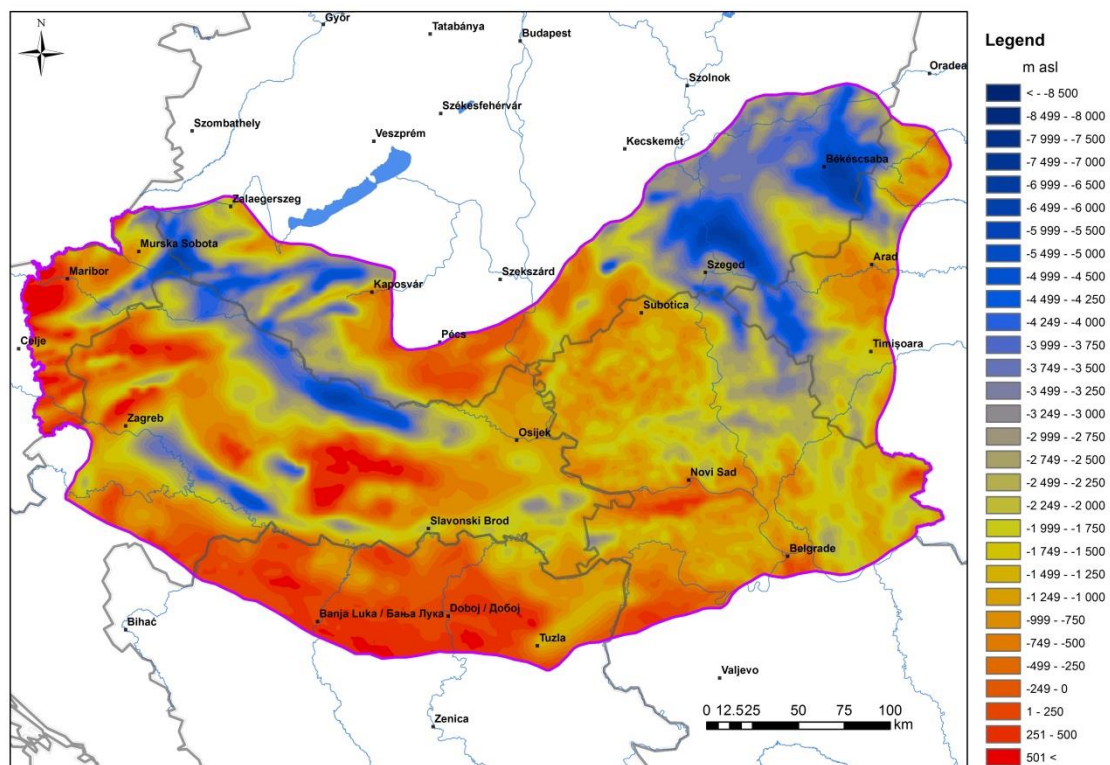 N
Győr
Tatabánya
Budapest
Oradea
Szolnok
Székesfehérvár
Szombathely
Veszprém
Kecskemét
Békéscsaba
Zalaegerszeg
Murska Sobota
Maribor
Szekszárd
Szeged
Arad
Kaposvár
Subotica
Celje
Pécs
Timișoara
Zagreb
Osijek
Novi Sad
Slavonski Brod
Belgrade
Banja Luka / Бања Лука
Doboj / Добој
Bihać
Tuzla
Valjevo
Zenica
0 12.525 50 75 100
km
Legend
m asl
< - -8 500
-8 499 - -8 000
-7 999 - -7 500
-7 499 - -7 000
-6 999 - -6 500
-6 499 - -6 000
-5 999 - -5 500
-5 499 - -5 000
-4 999 - -4 500
-4 499 - -4 250
-4 249 - -4 000
-3 999 - -3 750
-3 749 - -3 500
-3 499 - -3 250
-3 249 - -3 000
-2 999 - -2 750
-2 749 - -2 500
-2 499 - -2 250
-2 249 - -2 000
-1 999 - -1 750
-1 749 - -1 500
-1 499 - -1 250
-1 249 - -1 000
-999 - -750
-749 - -500
-499 - -250
-249 - 0
1 - 250
251 - 500
501 <